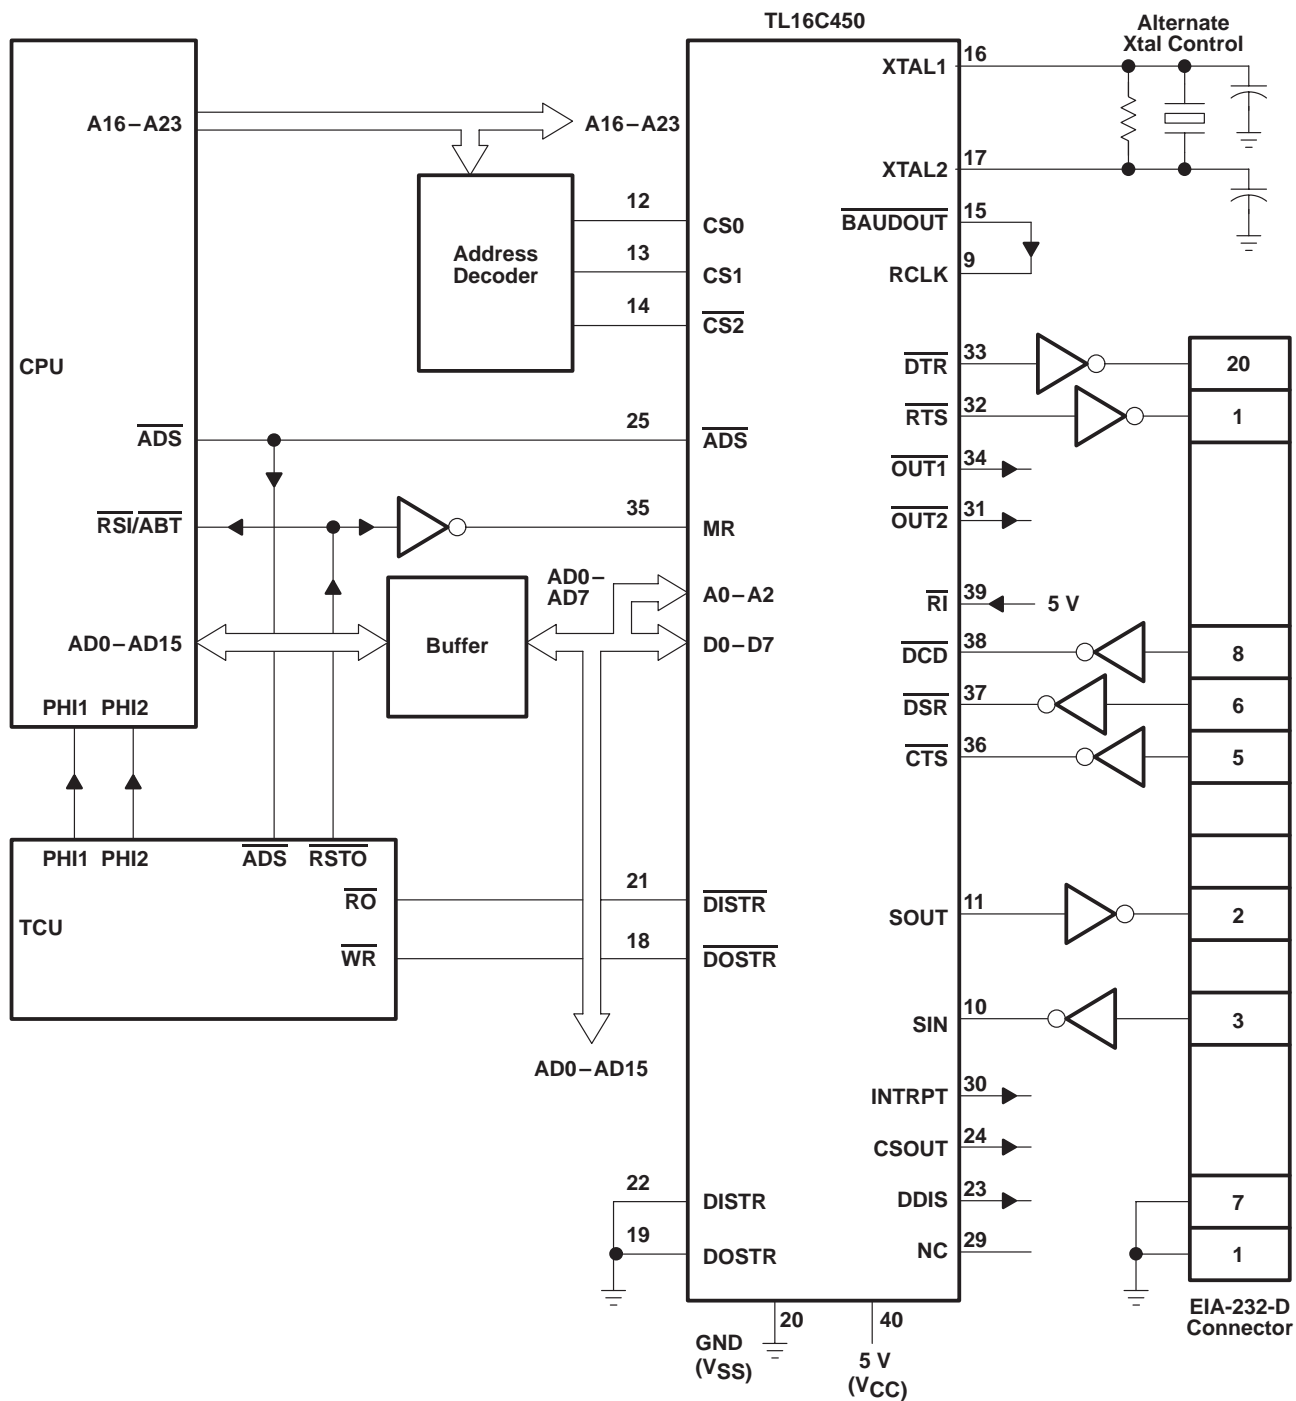 TL16C450
Alternate
Xtal Control
CPU
A16–A23
A16–A23
Address
Decoder
12
CS0
13
CS1
14
CS2
ADS
25
ADS
RSI/ABT
35
MR
AD0–
AD7
A0–A2
AD0–AD15
Buffer
D0–D7
PHI1 PHI2
PHI1 PHI2
ADS
RSTO
TCU
RO
21
DISTR
WR
18
DOSTR
AD0–AD15
22
DISTR
19
DOSTR
XTAL1
16
XTAL2
17
BAUDOUT
15
RCLK
9
DTR
33
20
RTS
32
1
OUT1
34
OUT2
31
RI
39
5 V
DCD
38
8
DSR
37
6
CTS
36
5
SOUT
11
2
SIN
10
3
INTRPT
30
CSOUT
24
DDIS
23
7
NC
29
1
EIA-232-D
Connector
20
GND
(VSS)
40
5 V
(VCC)